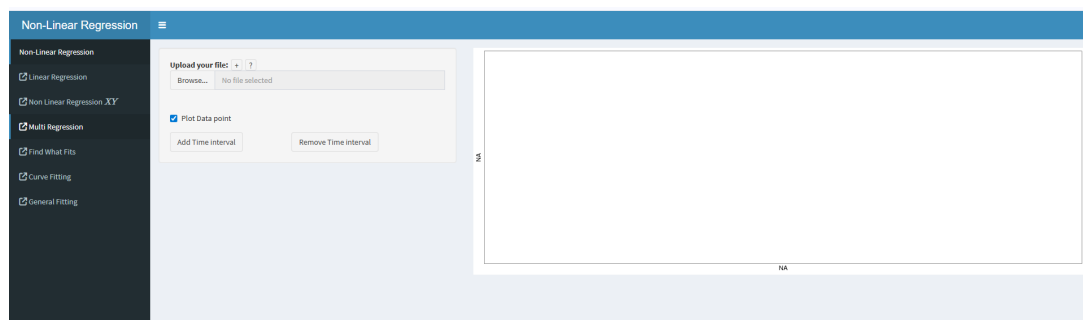 Non-Linear Regression
Non-Linear Regression
Linear Regression
Non Linear Regression XY
Multi Regression
Find What Fits
Curve Fitting
General Fitting
Upload your file: + ?
Browse... No file selected
Plot Data point
Add Time interval Remove Time interval
NA
NA